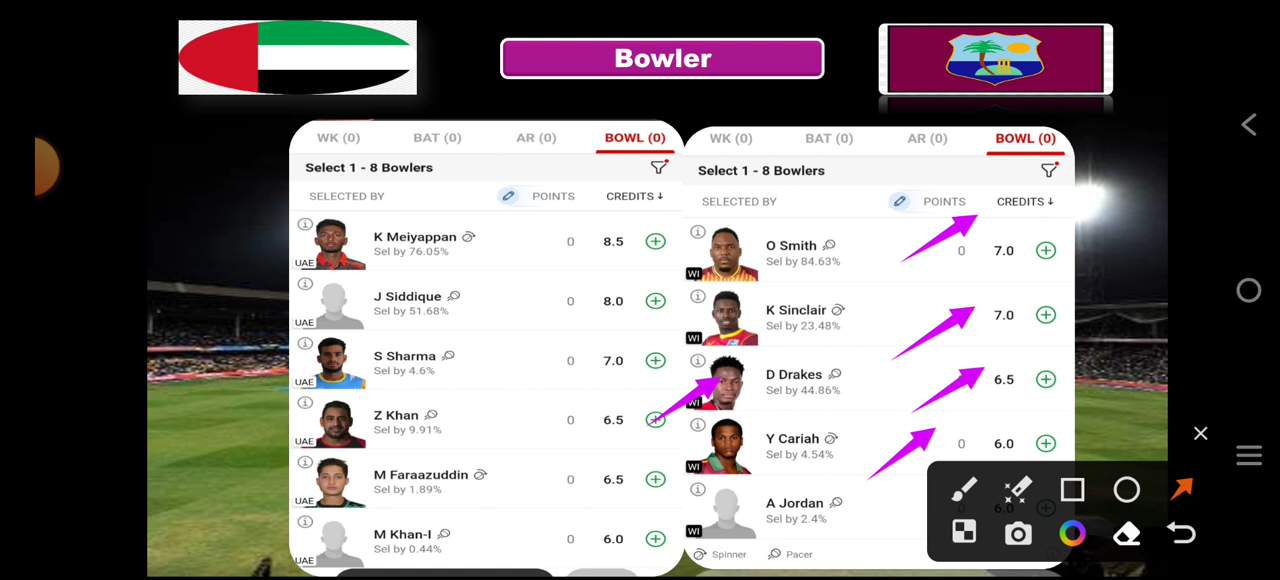 Bowler
WK (0) BAT (0) AR (0) BOWL (0)
Select 1 - 8 Bowlers
SELECTED BY POINTS CREDITS ↓
K Meiyappan
Sel by 76.05%
0 8.5
UAE
J Siddique
Sel by 51.68%
0 8.0
UAE
S Sharma
Sel by 4.6%
0 7.0
UAE
Z Khan
Sel by 9.91%
0 6.5
UAE
M Faraazuddin
Sel by 1.89%
0 6.5
UAE
M Khan-I
Sel by 0.44%
0 6.0
UAE
WK (0) BAT (0) AR (0) BOWL (0)
Select 1 - 8 Bowlers
SELECTED BY POINTS CREDITS ↓
O Smith
Sel by 84.63%
0 7.0
WI
K Sinclair
Sel by 23.48%
7.0
WI
D Drakes
Sel by 44.86%
6.5
WI
Y Cariah
Sel by 4.54%
0 6.0
WI
A Jordan
Sel by 2.4%
0 6.0
WI
Spinner Pacer